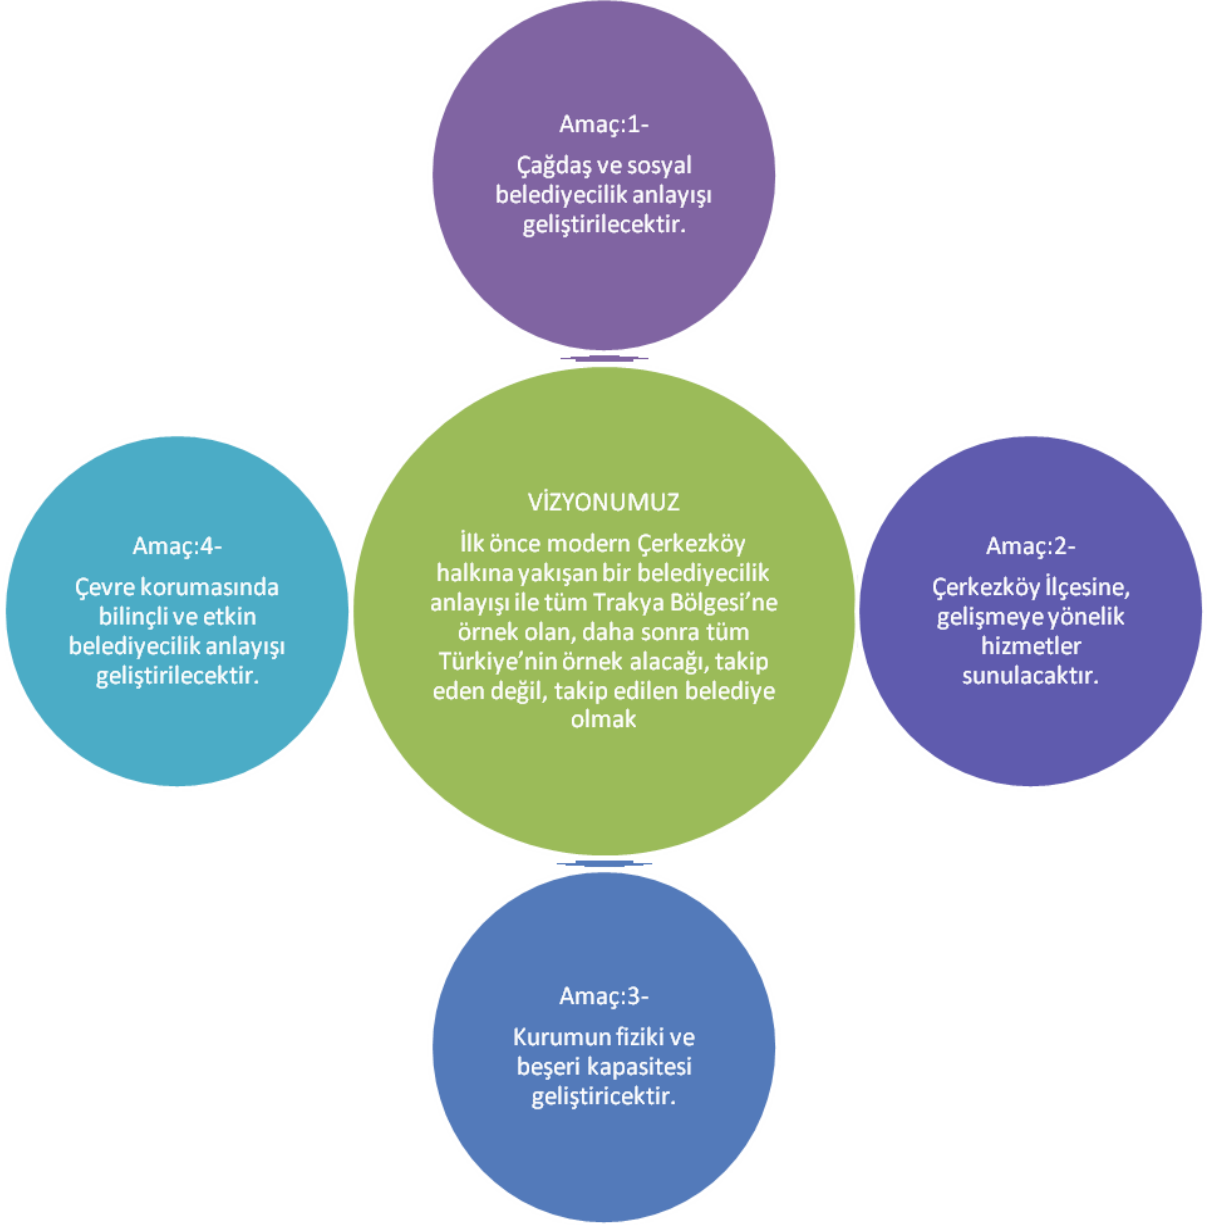 Amaç:1-
Çağdaş ve sosyal
belediyecilik anlayışı
geliştirilecektir.
VİZYONUMUZ
İlk önce modern Çerkezköy
halkına yakışan bir belediyecilik
anlayışı ile tüm Trakya Bölgesi’ne
örnek olan, daha sonra tüm
Türkiye’nin örnek alacağı, takip
eden değil, takip edilen belediye
olmak
Amaç:2-
Çerkezköy İlçesine,
gelişmeye yönelik
hizmetler
sunulacaktır.
Amaç:3-
Kurumun fiziki ve
beşeri kapasitesi
geliştiricektir.
Amaç:4-
Çevre korumasında
bilinçli ve etkin
belediyecilik anlayışı
geliştirilecektir.